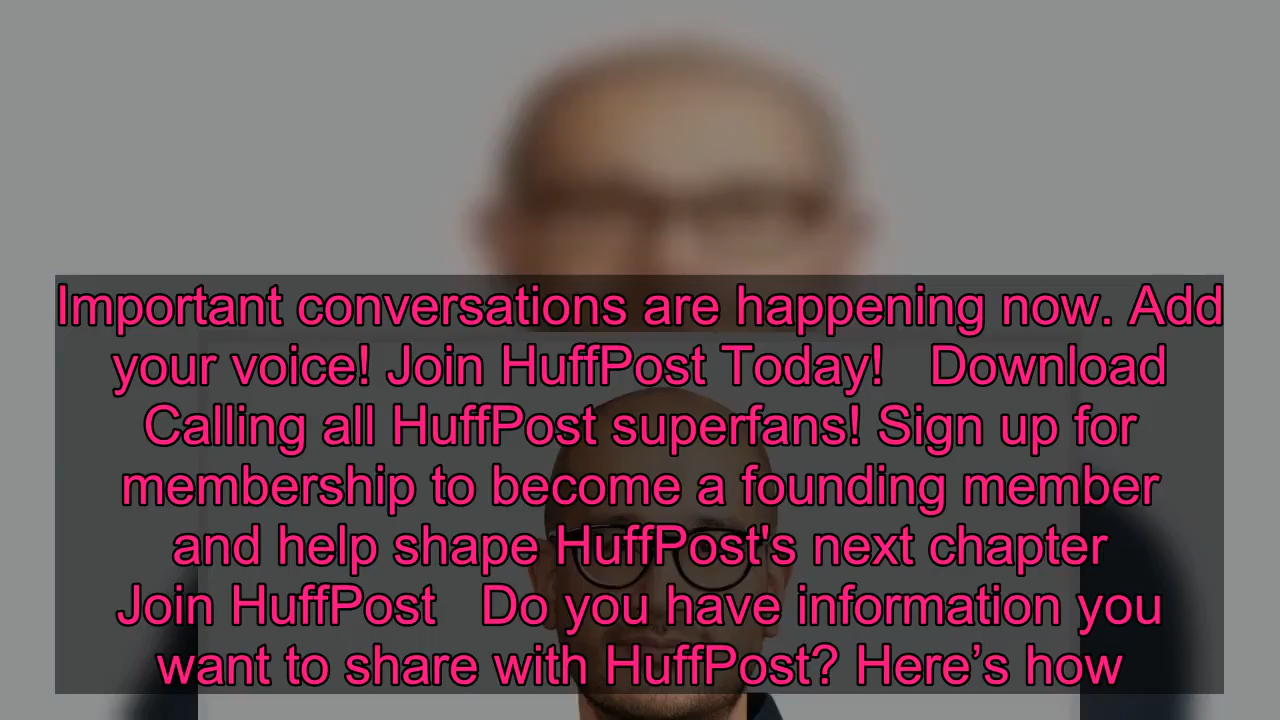 Important conversations are happening now. Add
your voice! Join HuffPost Today!   Download
Calling all HuffPost superfans! Sign up for
membership to become a founding member
and help shape HuffPost's next chapter
Join HuffPost   Do you have information you
want to share with HuffPost? Here’s how